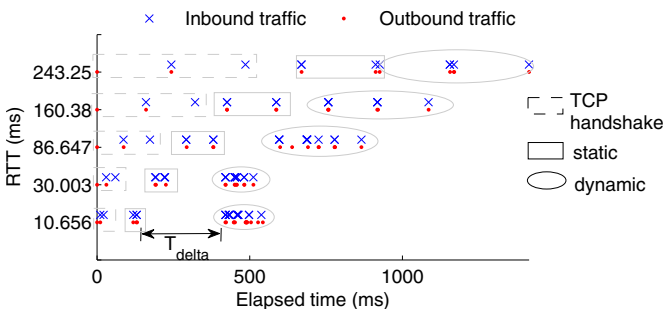 Inbound traffic
Outbound traffic
RTT (ms)
243.25
160.38
86.647
30.003
10.656
TCP
handshake
static
dynamic
Tdelta
0
500
1000
Elapsed time (ms)